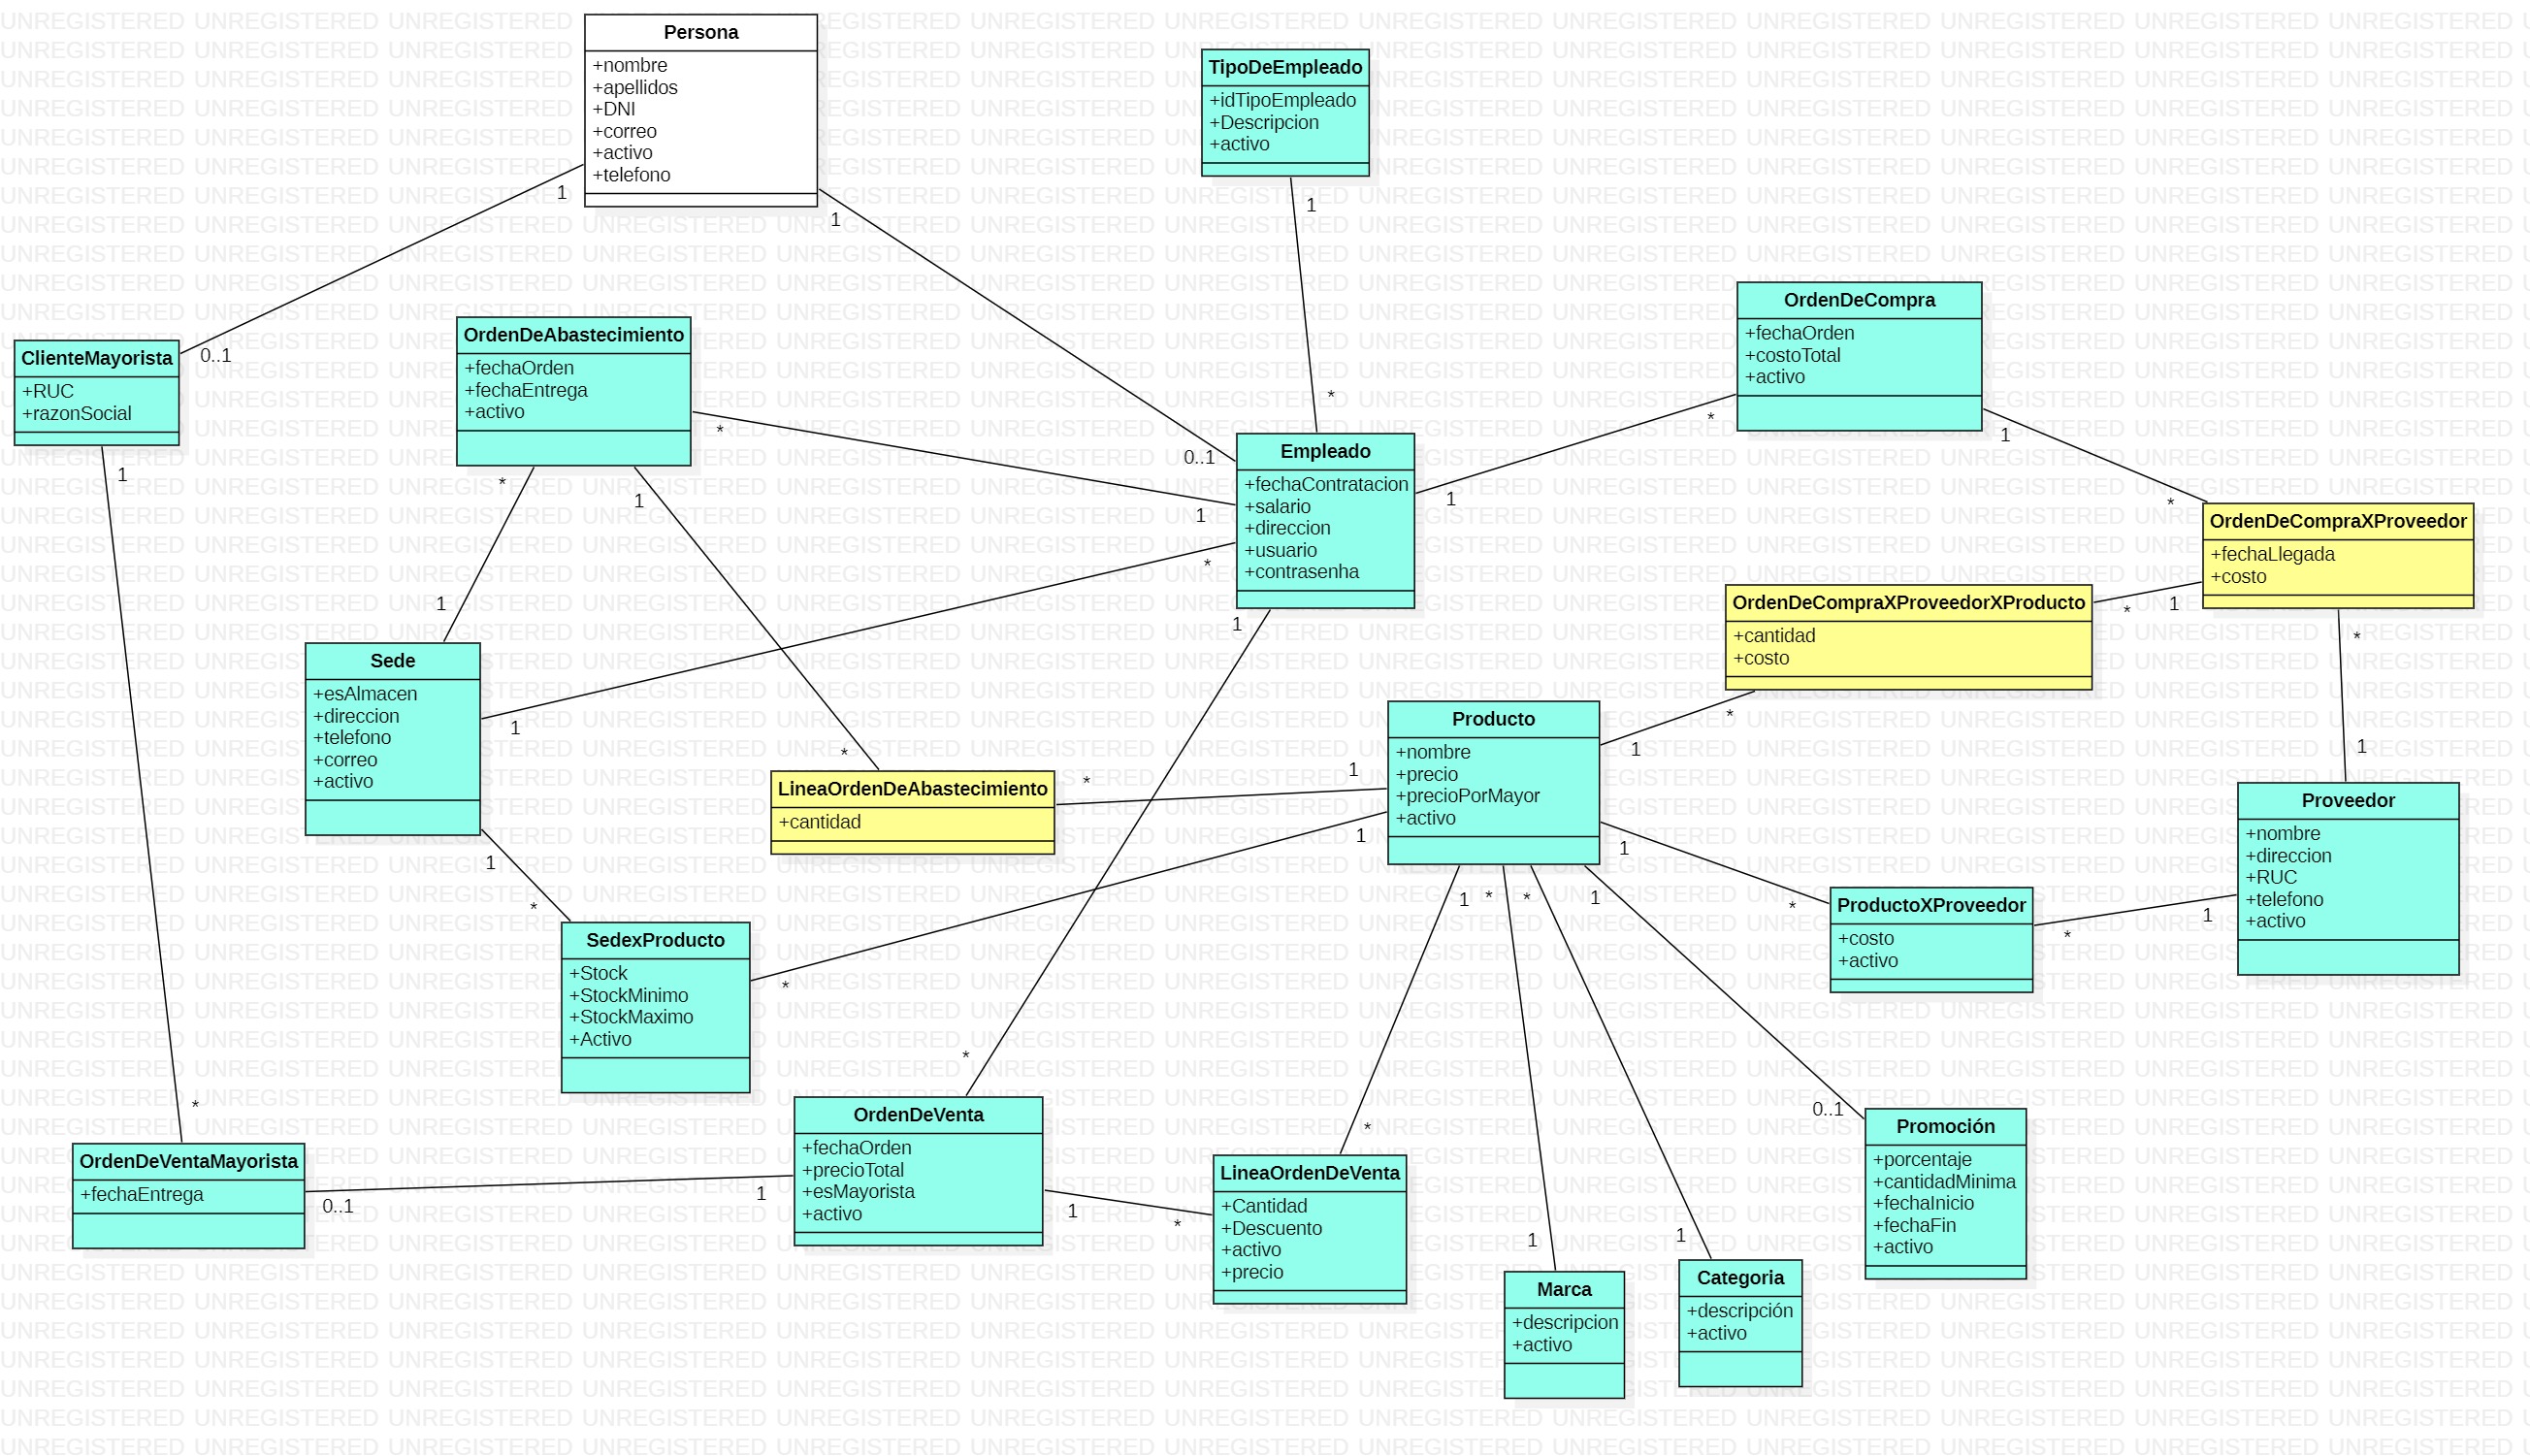 Persona
+nombre
+apellidos
+DNI
+correo
+activo
+telefono
TipoDeEmpleado
+idTipoEmpleado
+Descripcion
+activo
1
1
1
OrdenDeCompra
+fechaOrden
+costoTotal
+activo
OrdenDeAbastecimiento
+fechaOrden
+fechaEntrega
+activo
ClienteMayorista
+RUC
+razonSocial
0..1
*
*
*
1
Empleado
+fechaContratacion
+salario
+direccion
+usuario
+contrasenha
0..1
1
1
*
1
1
*
*
OrdenDeCompraXProveedor
+fechaLlegada
+costo
OrdenDeCompraXProveedorXProducto
+cantidad
+costo
*
1
1
1
*
Sede
+esAlmacen
+direccion
+telefono
+correo
+activo
1
*
1
1
Producto
+nombre
+precio
+precioPorMayor
+activo
*
LineaOrdenDeAbastecimiento
+cantidad
*
1
1
Proveedor
+nombre
+direccion
+RUC
+telefono
+activo
1
1
*
ProductoXProveedor
+costo
+activo
*
1
*
*
1
*
*
1
SedexProducto
+Stock
+StockMinimo
+StockMaximo
+Activo
*
*
*
OrdenDeVenta
+fechaOrden
+precioTotal
+esMayorista
+activo
0..1
Promoción
+porcentaje
+cantidadMinima
+fechaInicio
+fechaFin
+activo
OrdenDeVentaMayorista
+fechaEntrega
0..1
1
1
*
*
LineaOrdenDeVenta
+Cantidad
+Descuento
+activo
+precio
1
1
Marca
+descripcion
+activo
Categoria
+descripción
+activo
UNREGISTERED